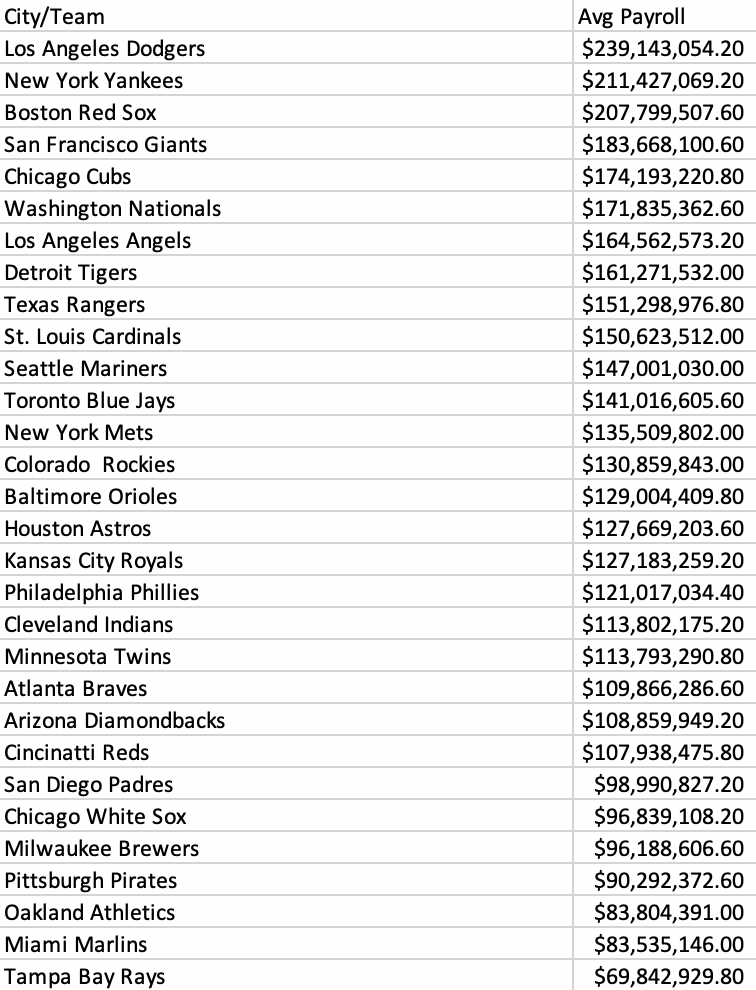 City/Team Avg Payroll
Los Angeles Dodgers $239,143,054.20
New York Yankees $211,427,069.20
Boston Red Sox $207,799,507.60
San Francisco Giants $183,668,100.60
Chicago Cubs $174,193,220.80
Washington Nationals $171,835,362.60
Los Angeles Angels $164,562,573.20
Detroit Tigers $161,271,532.00
Texas Rangers $151,298,976.80
St. Louis Cardinals $150,623,512.00
Seattle Mariners $147,001,030.00
Toronto Blue Jays $141,016,605.60
New York Mets $135,509,802.00
Colorado  Rockies $130,859,843.00
Baltimore Orioles $129,004,409.80
Houston Astros $127,669,203.60
Kansas City Royals $127,183,259.20
Philadelphia Phillies $121,017,034.40
Cleveland Indians $113,802,175.20
Minnesota Twins $113,793,290.80
Atlanta Braves $109,866,286.60
Arizona Diamondbacks $108,859,949.20
Cincinatti Reds $107,938,475.80
San Diego Padres $98,990,827.20
Chicago White Sox $96,839,108.20
Milwaukee Brewers $96,188,606.60
Pittsburgh Pirates $90,292,372.60
Oakland Athletics $83,804,391.00
Miami Marlins $83,535,146.00
Tampa Bay Rays $69,842,929.80